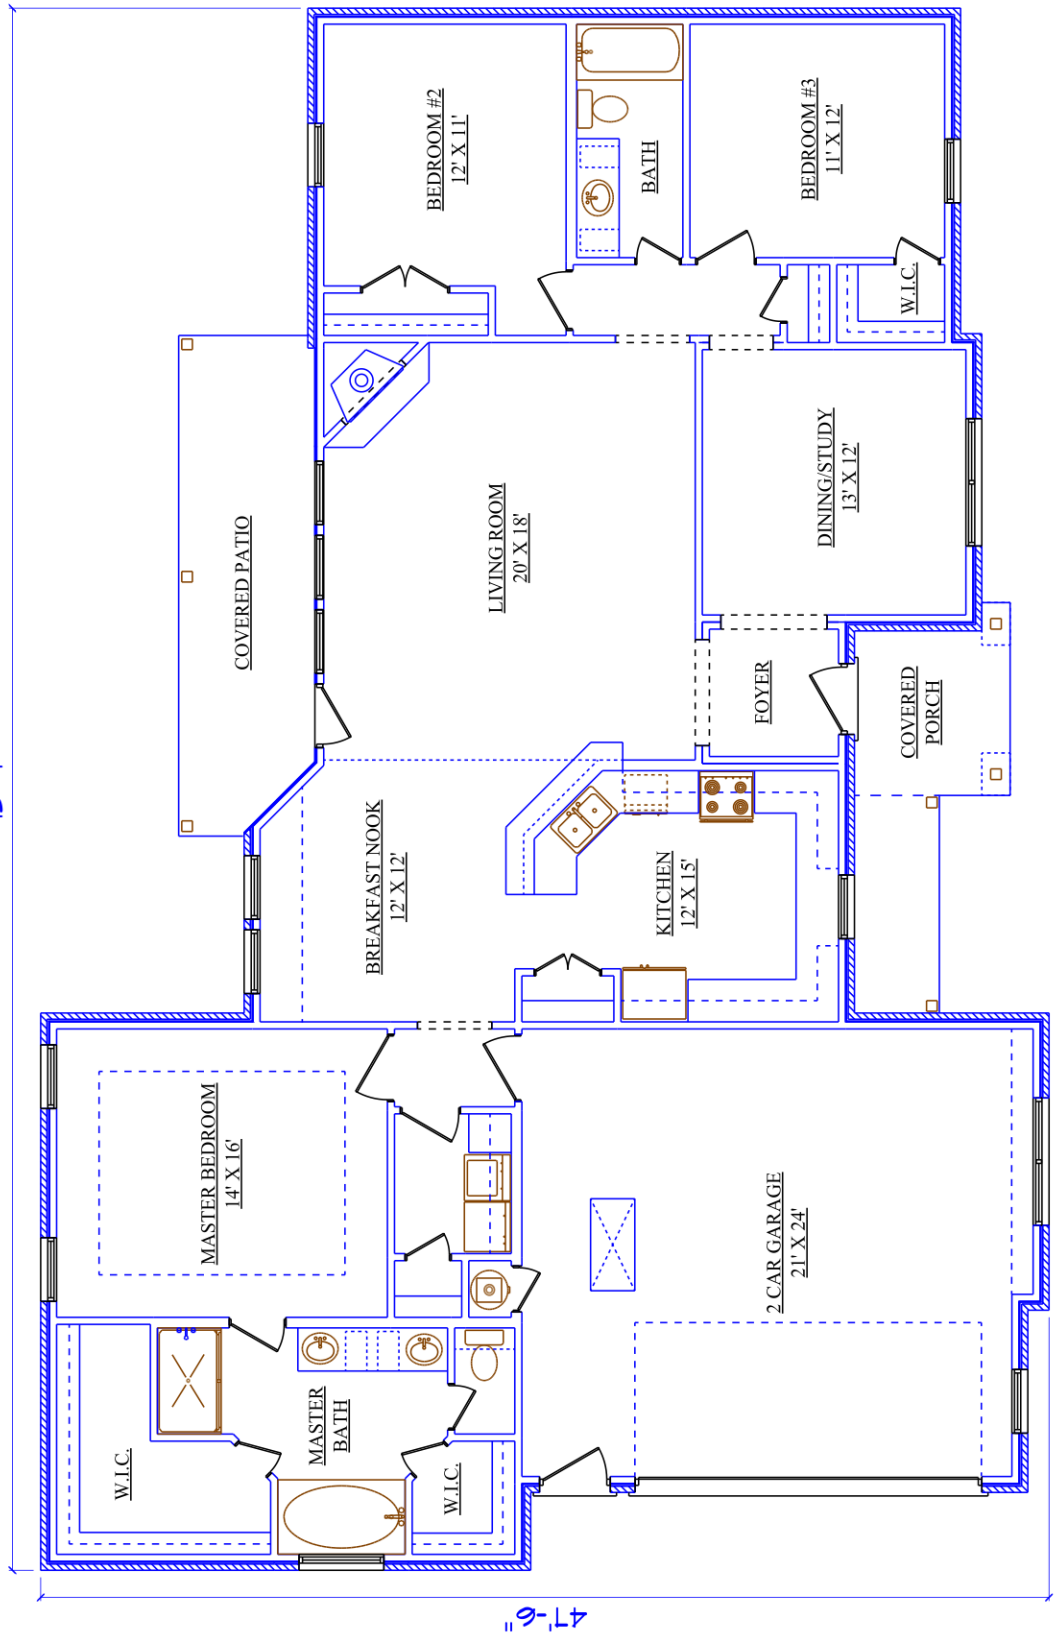 BEDROOM #2
12' X 11'
BATH
BEDROOM #3
11' X 12'
W.I.C.
COVERED PATIO
LIVING ROOM
20' X 18'
DINING/STUDY
13' X 12'
FOYER
COVERED
PORCH
BREAKFAST NOOK
12' X 12'
KITCHEN
12' X 15'
MASTER BEDROOM
14' X 16'
2 CAR GARAGE
21' X 24'
MASTER
BATH
W.I.C.
W.I.C.
47'-6"